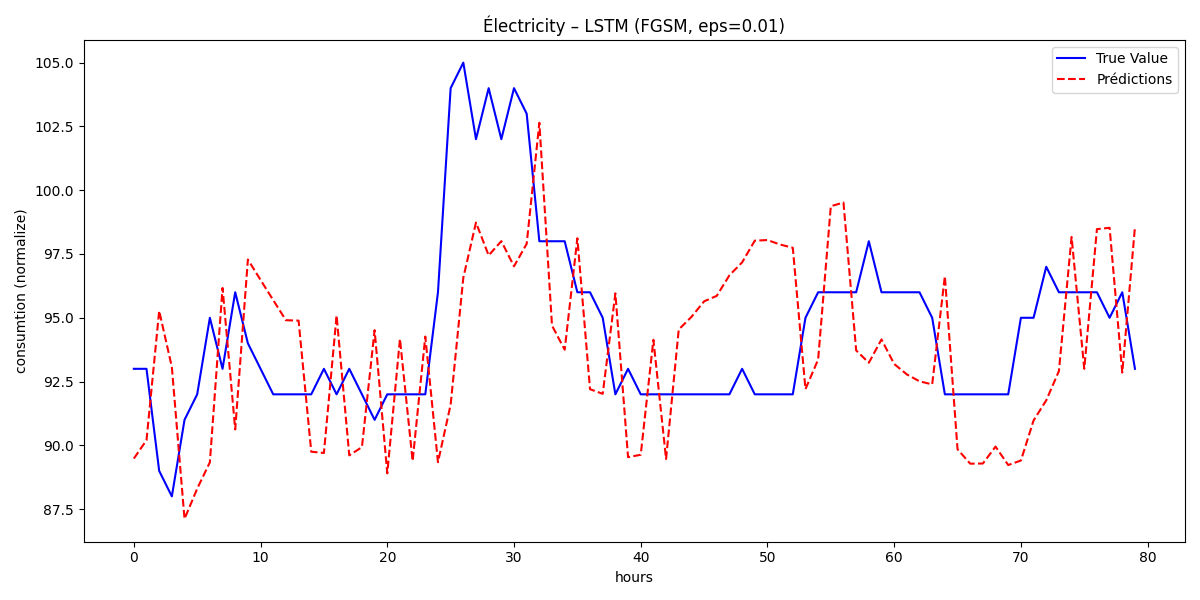 Électricity – LSTM (FGSM, eps=0.01)
True Value
Prédictions
consumtion (normalize)
105.0
102.5
100.0
97.5
95.0
92.5
90.0
87.5
0 10 20 30 40 50 60 70 80
hours